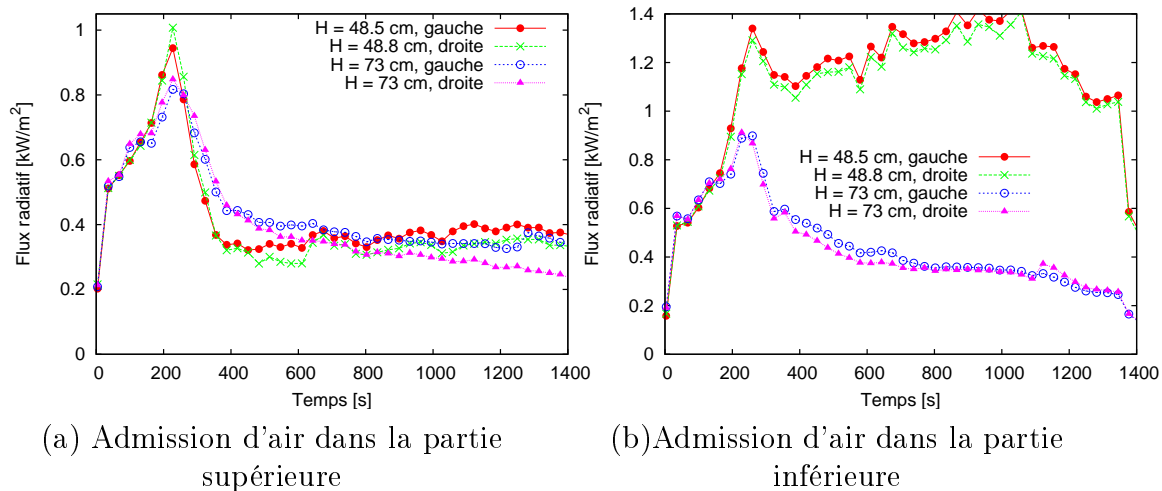 1
0.8
0.6
0.4
0.2
0
0 200 400 600 800 1000 1200 1400
Flux radiatif [kW/m2]
Temps [s]
H = 48.5 cm, gauche
H = 48.8 cm, droite
H = 73 cm, gauche
H = 73 cm, droite
(a) Admission d'air dans la partie
supérieure
1.4
1.2
1
0.8
0.6
0.4
0.2
0
0 200 400 600 800 1000 1200 1400
Flux radiatif [kW/m2]
Temps [s]
H = 48.5 cm, gauche
H = 48.8 cm, droite
H = 73 cm, gauche
H = 73 cm, droite
(b)Admission d'air dans la partie
inférieure